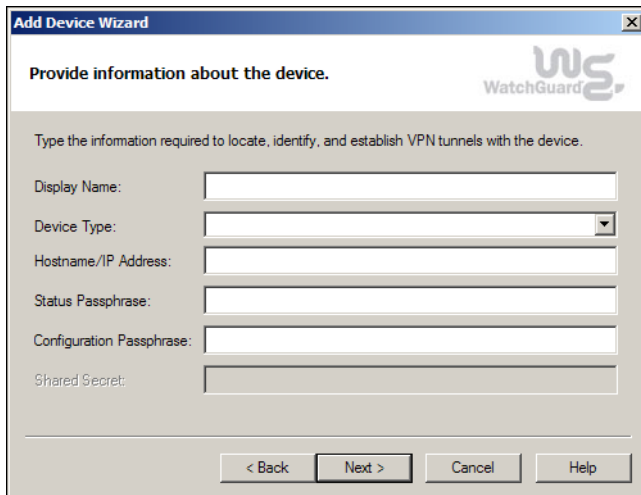 Add Device Wizard
Provide information about the device.
WatchGuard
Type the information required to locate, identify, and establish VPN tunnels with the device.
Display Name:
Device Type:
Hostname/IP Address:
Status Passphrase:
Configuration Passphrase:
Shared Secret:
< Back Next > Cancel Help